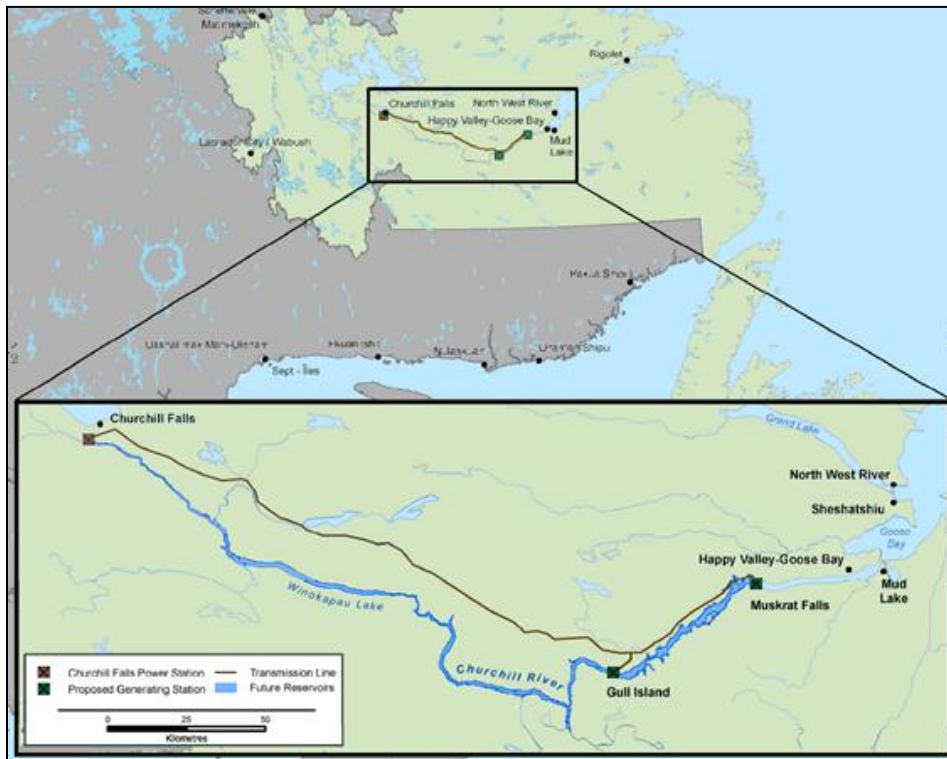 Churchill Falls
North West River
Happy Valley-Goose Bay
Mud
Lake
Rigolet
Labrador City / Wabush
Sept - Îles
Churchill Falls
Grand Lake
North West River
Sheshatshiu
Goose
Bay
Happy Valley-Goose Bay
Mud
Lake
Muskrat Falls
Winokapau Lake
Churchill River
Gull Island
Churchill Falls Power Station
Transmission Line
Proposed Generating Station
Future Reservoirs
0
25
50
Kilometres